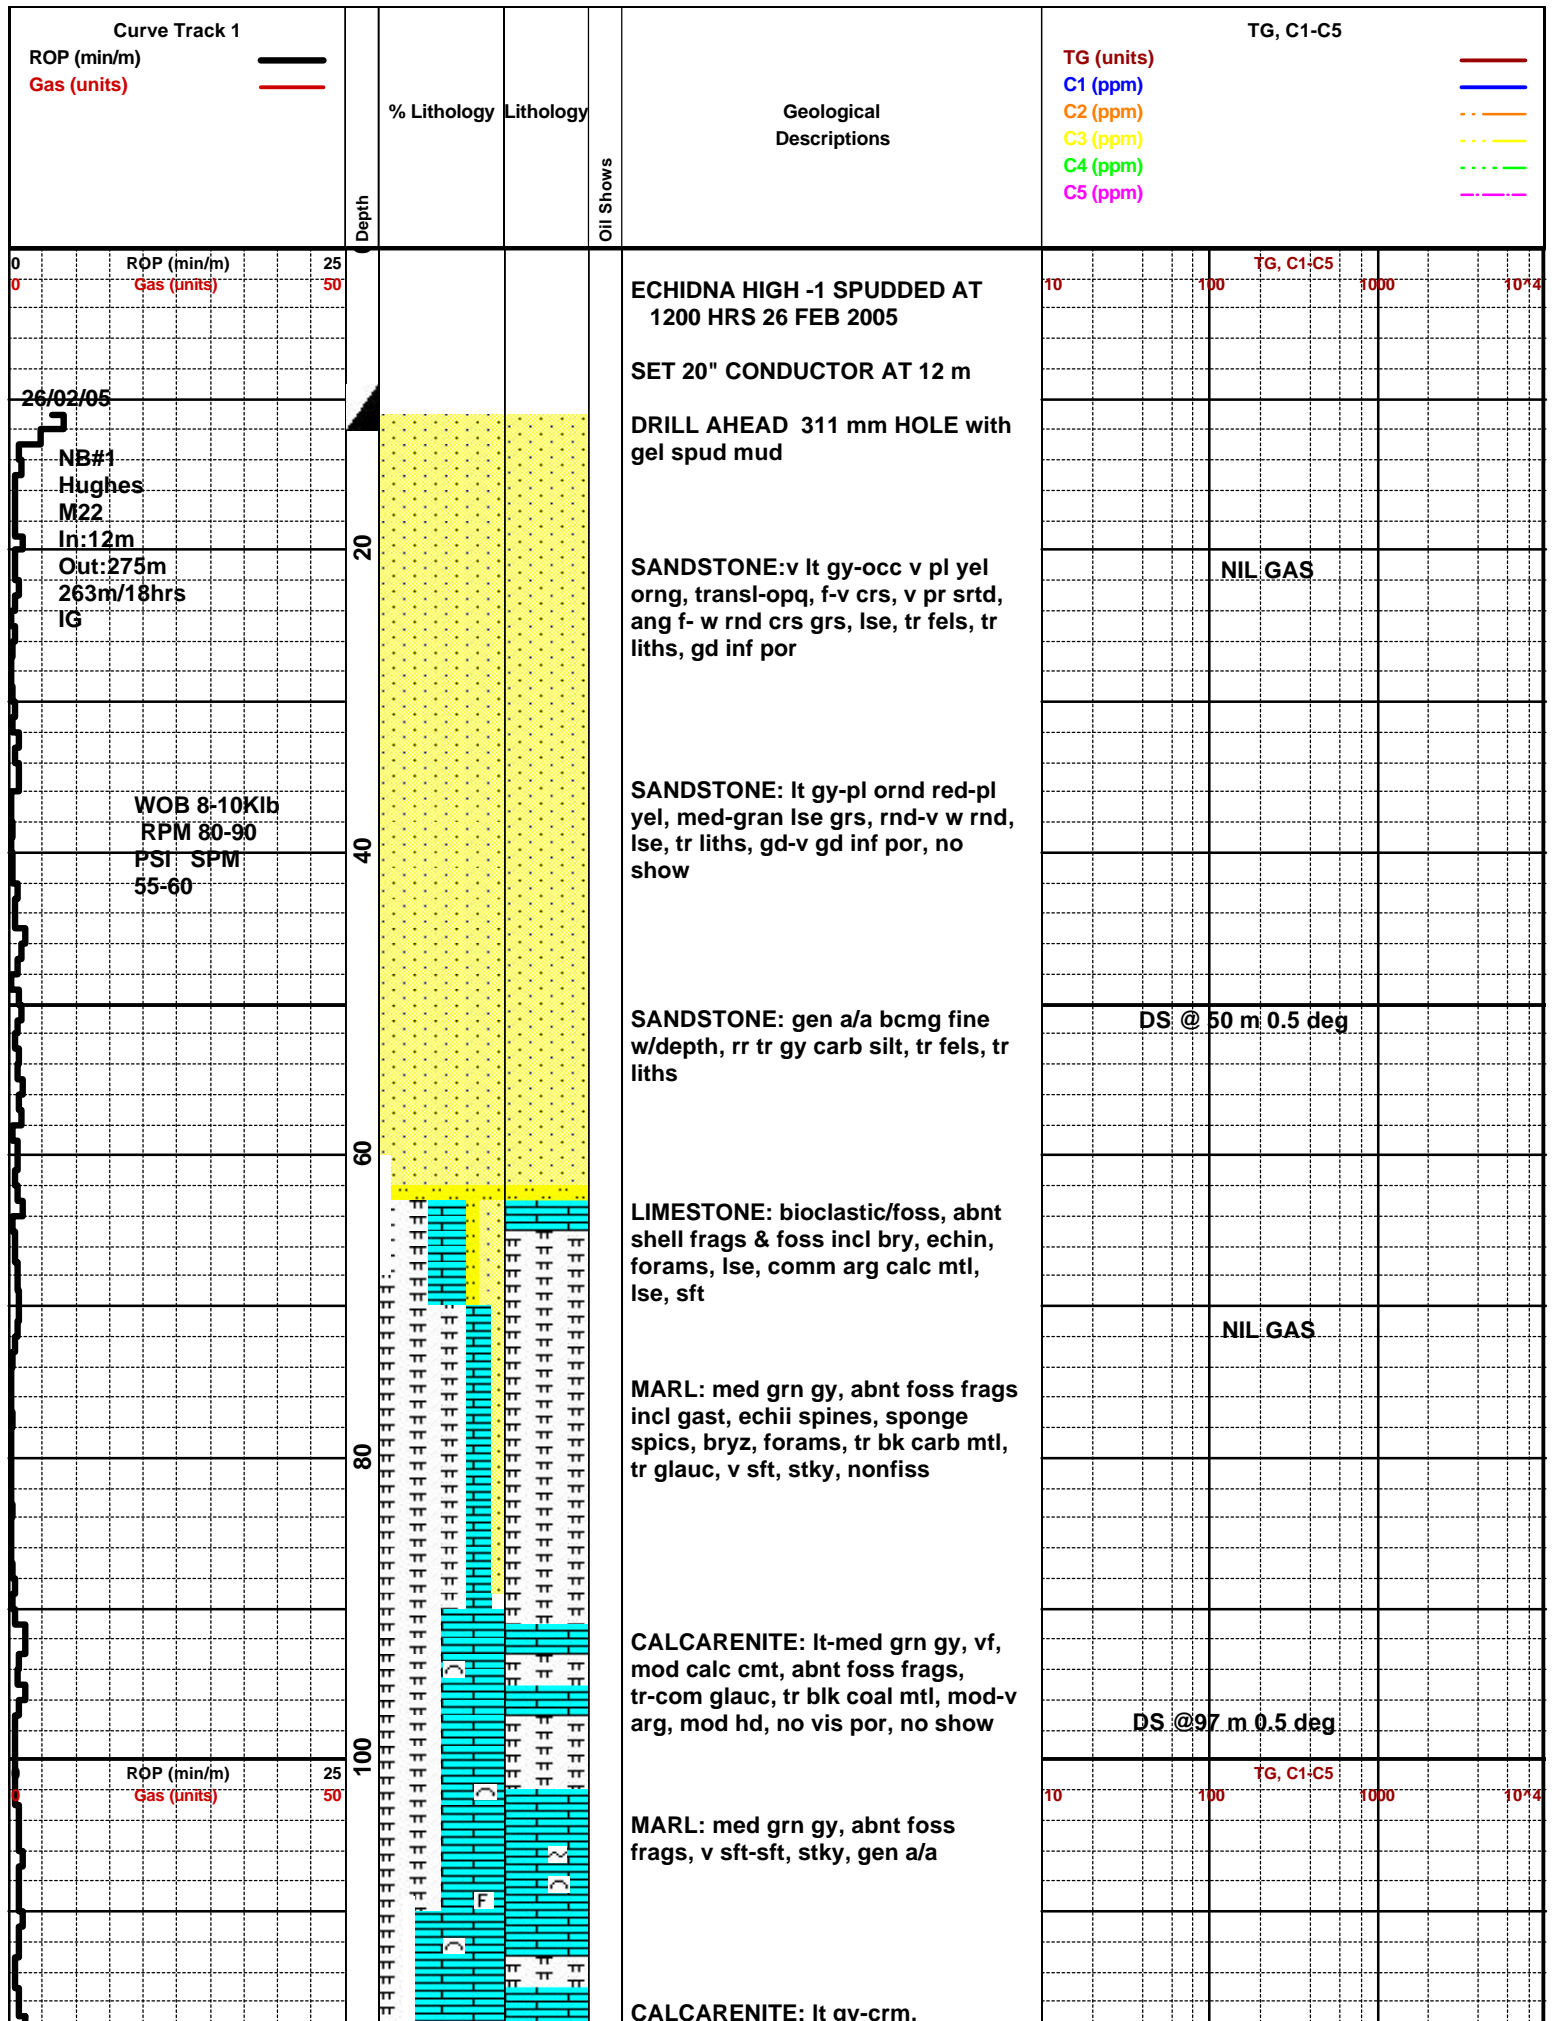 Curve Track 1
ROP (min/m)
Gas (units)
Depth
% Lithology
Lithology
Oil Shows
Geological
Descriptions
TG, C1-C5
TG (units)
C1 (ppm)
C2 (ppm)
C3 (ppm)
C4 (ppm)
C5 (ppm)
0 ROP (min/m) 25
0 Gas (units) 50
TG, C1-C5
10 100 1000 10^4
ECHIDNA HIGH -1 SPUDDED AT
1200 HRS 26 FEB 2005
SET 20" CONDUCTOR AT 12 m
26/02/05
DRILL AHEAD 311 mm HOLE with
gel spud mud
NB#1
Hughes
M22
In:12m
Out:275m
263m/18hrs
IG
20
SANDSTONE:v lt gy-occ v pl yel
orng, transl-opq, f-v crs, v pr srtd,
ang f- w rnd crs grs, lse, tr fels, tr
liths, gd inf por
NIL GAS
WOB 8-10Klb
RPM 80-90
PSI SPM
55-60
40
SANDSTONE: lt gy-pl ornd red-pl
yel, med-gran lse grs, rnd-v w rnd,
lse, tr liths, gd-v gd inf por, no
show
SANDSTONE: gen a/a bcmg fine
w/depth, rr tr gy carb silt, tr fels, tr
liths
DS @ 50 m 0.5 deg
60
LIMESTONE: bioclastic/foss, abnt
shell frags & foss incl bry, echin,
forams, lse, comm arg calc mtl,
lse, sft
NIL GAS
MARL: med grn gy, abnt foss frags
incl gast, echii spines, sponge
spics, bryz, forams, tr bk carb mtl,
tr glauc, v sft, stky, nonfiss
80
CALCARENITE: lt-med grn gy, vf,
mod calc cmt, abnt foss frags,
tr-com glauc, tr blk coal mtl, mod-v
arg, mod hd, no vis por, no show
DS @97 m 0.5 deg
100
ROP (min/m) 25
0 Gas (units) 50
TG, C1-C5
10 100 1000 10^4
MARL: med grn gy, abnt foss
frags, v sft-sft, stky, gen a/a
F
CALCARENITE: lt gy-crm,